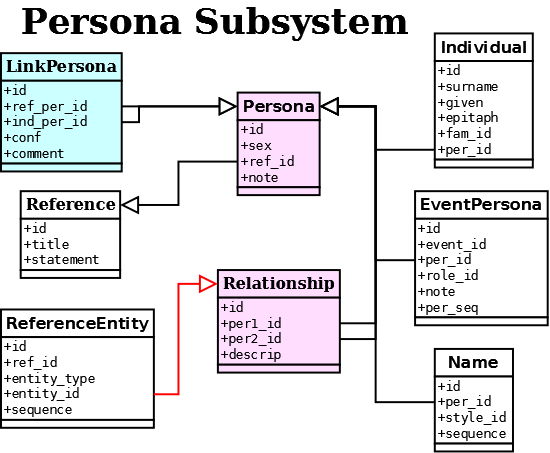 Persona Subsystem
LinkPersona
+id
+ref_per_id
+ind_per_id
+conf
+comment
Persona
+id
+sex
+ref_id
+note
Individual
+id
+surname
+given
+epitaph
+fam_id
+per_id
Reference
+id
+title
+statement
EventPersona
+id
+event_id
+per_id
+role_id
+note
+per_seq
Relationship
+id
+per1_id
+per2_id
+descrip
ReferenceEntity
+id
+ref_id
+entity_type
+entity_id
+sequence
Name
+id
+per_id
+style_id
+sequence